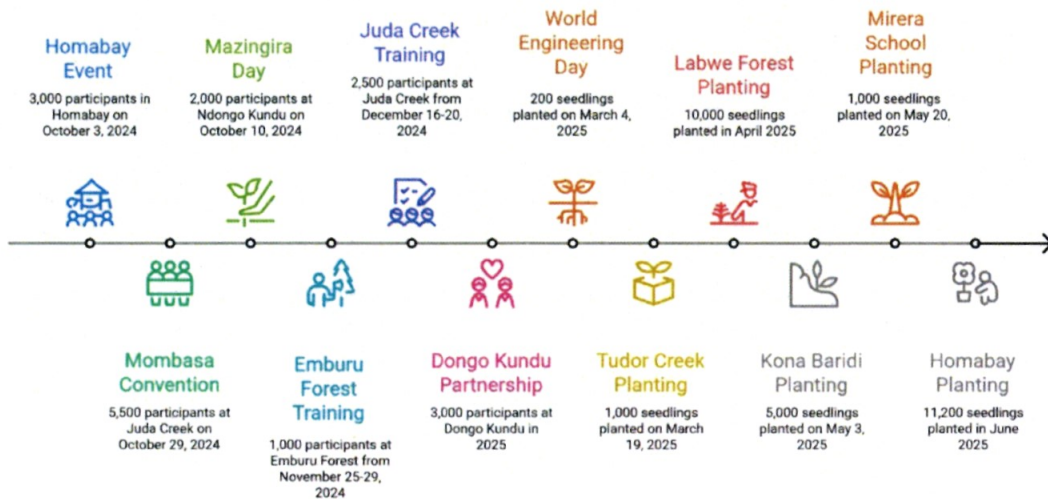 Homabay
Event
3,000 participants in
Homabay on
October 3, 2024
Mombasa
Convention
5,500 participants at
Juda Creek on
October 29, 2024
Mazingira
Day
2,000 participants at
Ndongo Kundu on
October 10, 2024
Emburu
Forest
Training
1,000 participants at
Emburu Forest from
November 25-29,
2024
Juda Creek
Training
2,500 participants at
Juda Creek from
December 16-20,
2024
Dongo Kundu
Partnership
3,000 participants at
Dongo Kundu in
2025
World
Engineering
Day
200 seedlings
planted on March 4,
2025
Tudor Creek
Planting
1,000 seedlings
planted on March
19, 2025
Labwe Forest
Planting
10,000 seedlings
planted in April 2025
Kona Baridi
Planting
5,000 seedlings
planted on May 3,
2025
Mirera
School
Planting
1,000 seedlings
planted on May 20,
2025
Homabay
Planting
11,200 seedlings
planted in June
2025